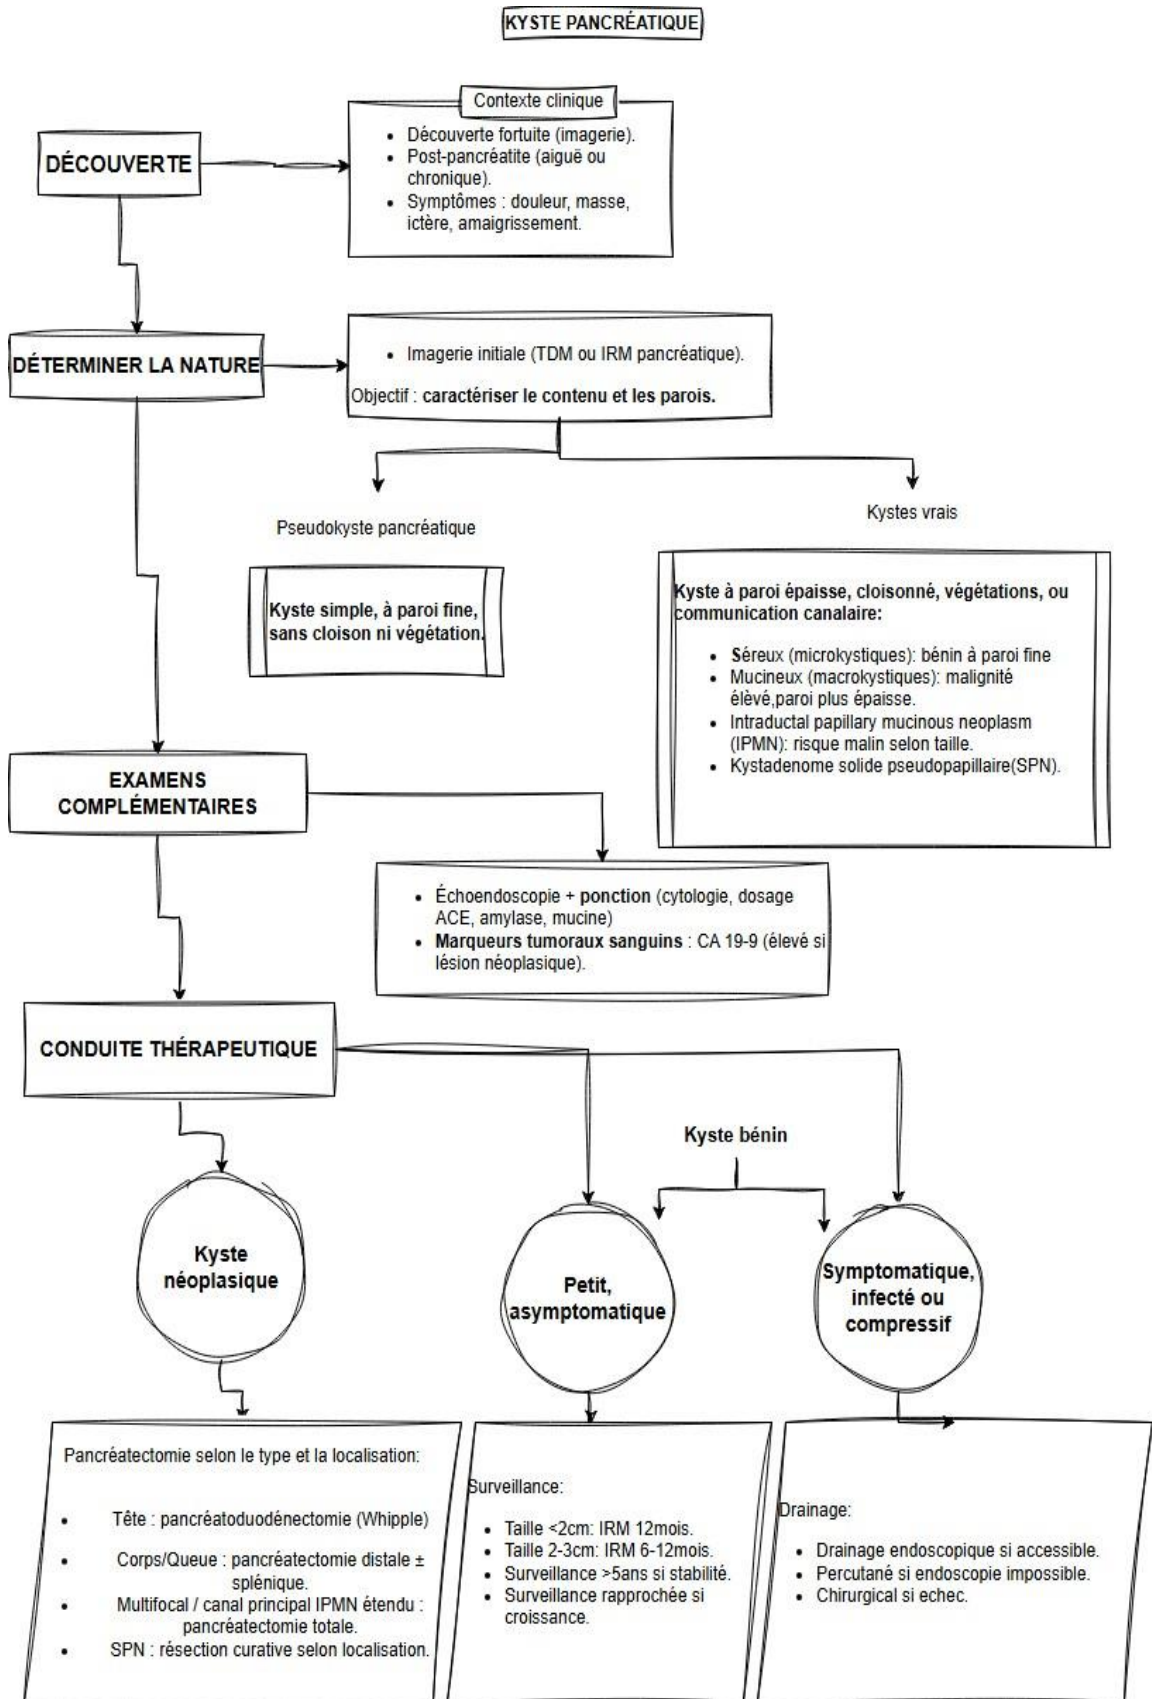 KYSTE PANCRÉATIQUE
Contexte clinique
• Découverte fortuite (imagerie).
• Post-pancréatite (aiguë ou
chronique).
• Symptômes : douleur, masse,
ictère, amaigrissement.
DÉCOUVERTE
DÉTERMINER LA NATURE
• Imagerie initiale (TDM ou IRM pancréatique).
Objectif : caractériser le contenu et les parois.
Pseudokyste pancréatique
Kyste simple, à paroi fine,
sans cloison ni végétation.
Kystes vrais
Kyste à paroi épaisse, cloisonné, végétations, ou
communication canalaire:
• Séreux (microkystiques): bénin à paroi fine
• Mucineux (macrokystiques): malignité
élèvé,paroi plus épaisse.
• Intraductal papillary mucinous neoplasm
(IPMN): risque malin selon taille.
• Kystadenome solide pseudopapillaire(SPN).
EXAMENS
COMPLÉMENTAIRES
• Échoendoscopie + ponction (cytologie, dosage
ACE, amylase, mucine)
• Marqueurs tumoraux sanguins : CA 19-9 (élevé si
lésion néoplasique).
CONDUITE THÉRAPEUTIQUE
Kyste bénin
Kyste
néoplasique
Petit,
asymptomatique
Symptomatique,
infecté ou
compressif
Pancréatectomie selon le type et la localisation:
• Tête : pancréatoduodénectomie (Whipple)
• Corps/Queue : pancréatectomie distale ±
splénique.
• Multifocal / canal principal IPMN étendu :
pancréatectomie totale.
• SPN : résection curative selon localisation.
Surveillance:
• Taille <2cm: IRM 12mois.
• Taille 2-3cm: IRM 6-12mois.
• Surveillance >5ans si stabilité.
• Surveillance rapprochée si
croissance.
Drainage:
• Drainage endoscopique si accessible.
• Percutané si endoscopie impossible.
• Chirurgical si echec.